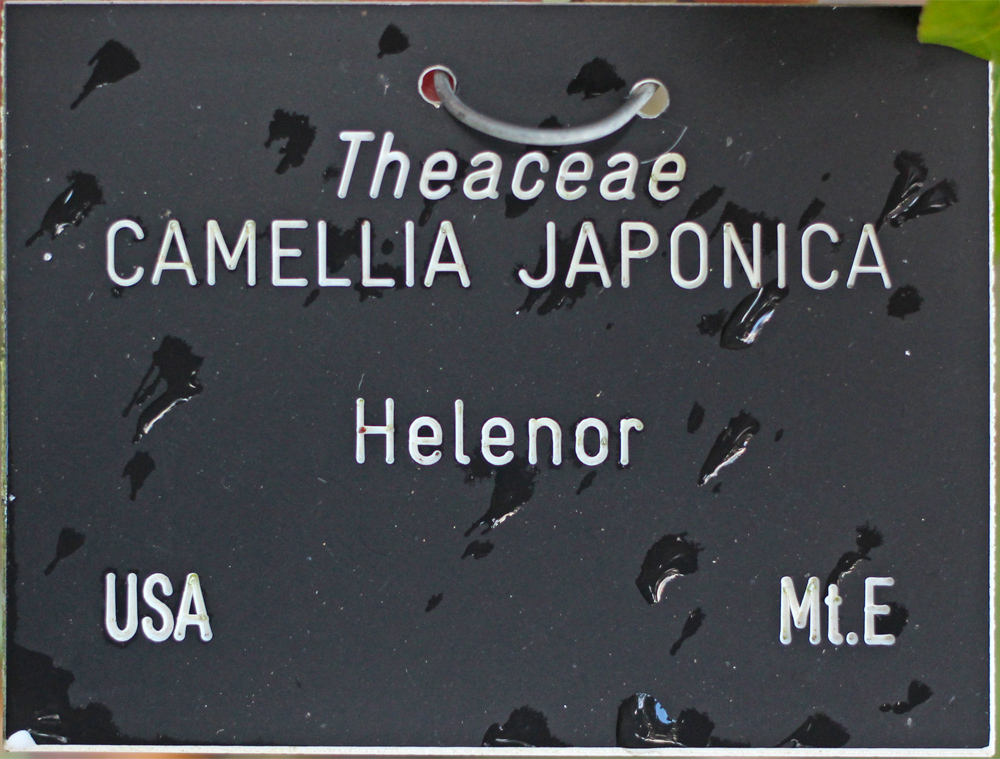 Theaceae
CAMELLIA JAPONICA
Helenor
USA Mt.E